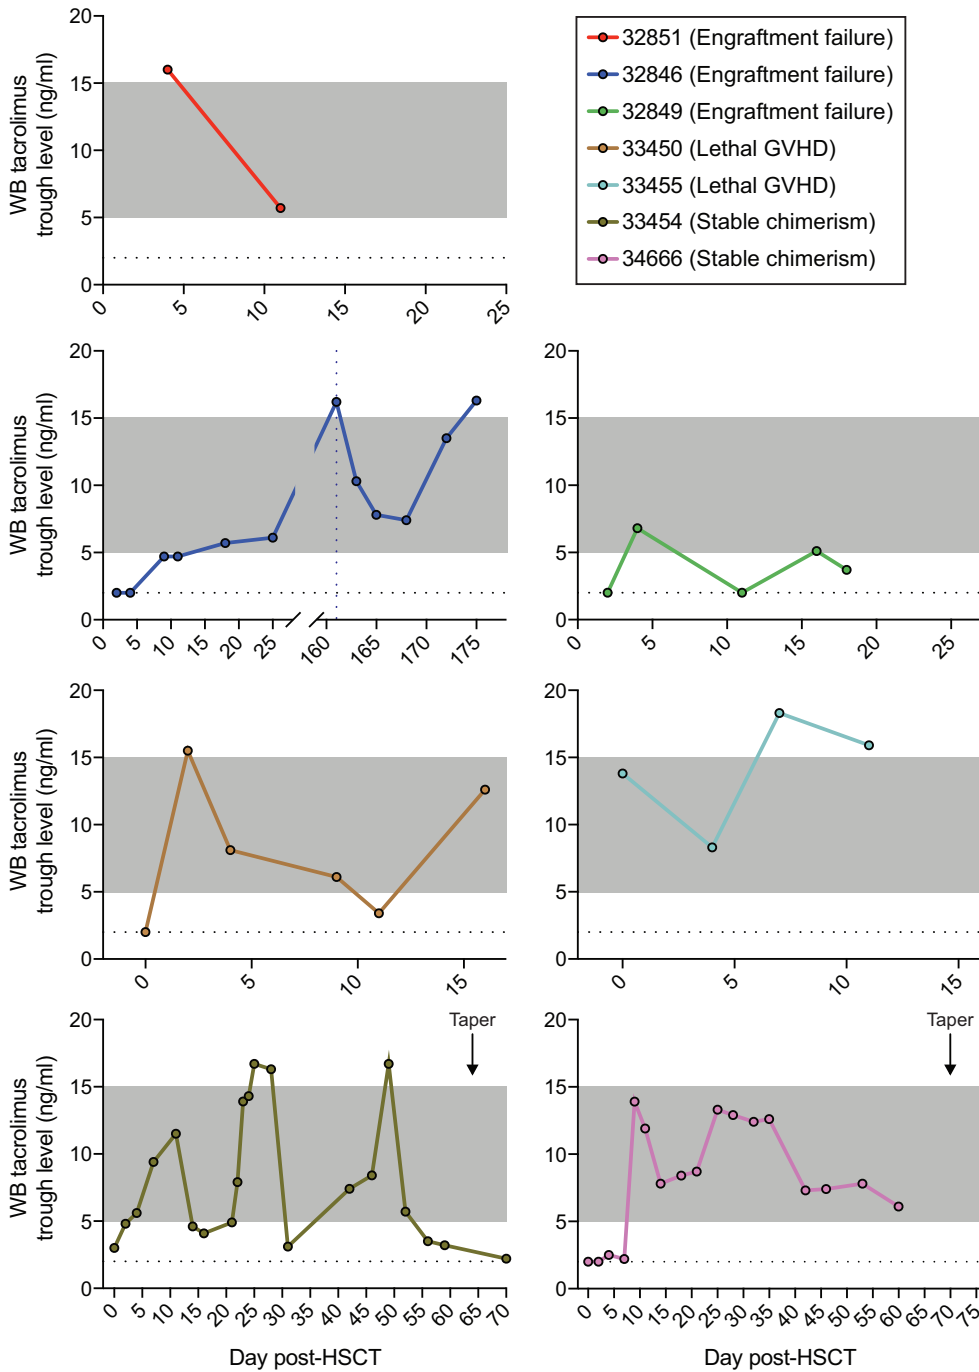 WB tacrolimus
trough level (ng/ml)
20
15
10
5
0
0 5 10 15 20 25
32851 (Engraftment failure)
32846 (Engraftment failure)
32849 (Engraftment failure)
33450 (Lethal GVHD)
33455 (Lethal GVHD)
33454 (Stable chimerism)
34666 (Stable chimerism)
WB tacrolimus
trough level (ng/ml)
20
15
10
5
0
0 5 10 15 20 25 160 165 170 175
20
15
10
5
0
0 5 10 15 20 25
WB tacrolimus
trough level (ng/ml)
20
15
10
5
0
0 5 10 15
20
15
10
5
0
0 5 10 15
WB tacrolimus
trough level (ng/ml)
20
15
10
5
0
Taper
0 5 10 15 20 25 30 35 40 45 50 55 60 65 70
Day post-HSCT
20
15
10
5
0
Taper
0 5 10 15 20 25 30 35 40 45 50 55 60 65 70 75
Day post-HSCT